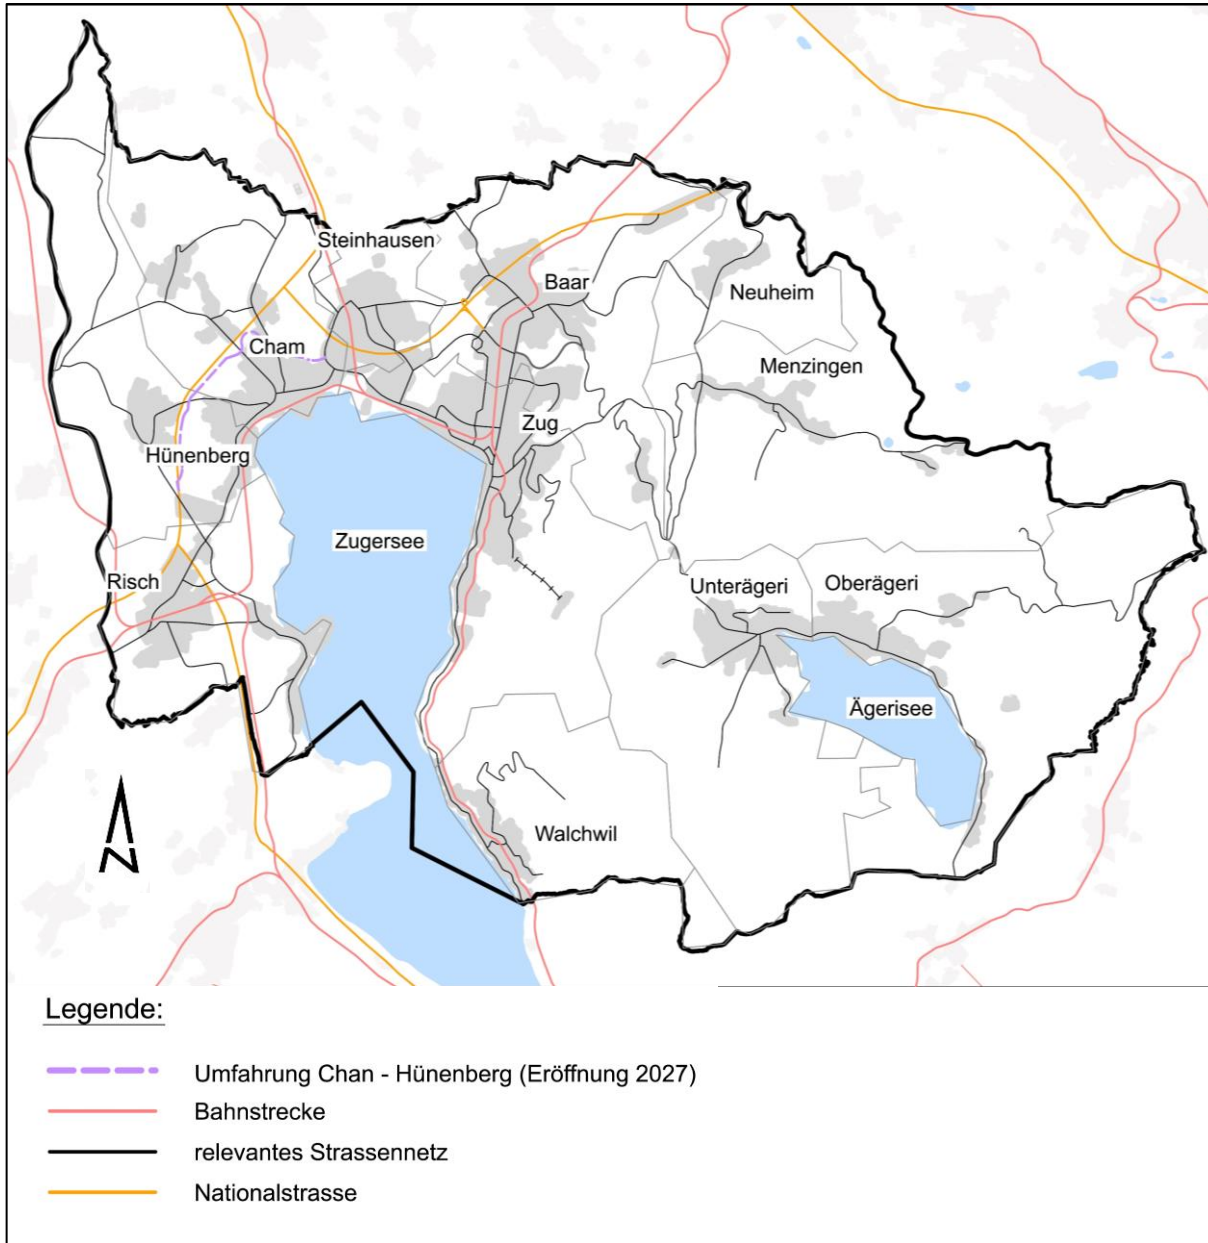 Steinhausen
Baar
Neuheim
Cham
Menzingen
Zug
Hünenberg
Zugersee
Risch
Unterägeri
Oberägeri
Ägerisee
Walchwil
N
Legende:
Umfahrung Chan - Hünenberg (Eröffnung 2027)
Bahnstrecke
relevantes Strassennetz
Nationalstrasse